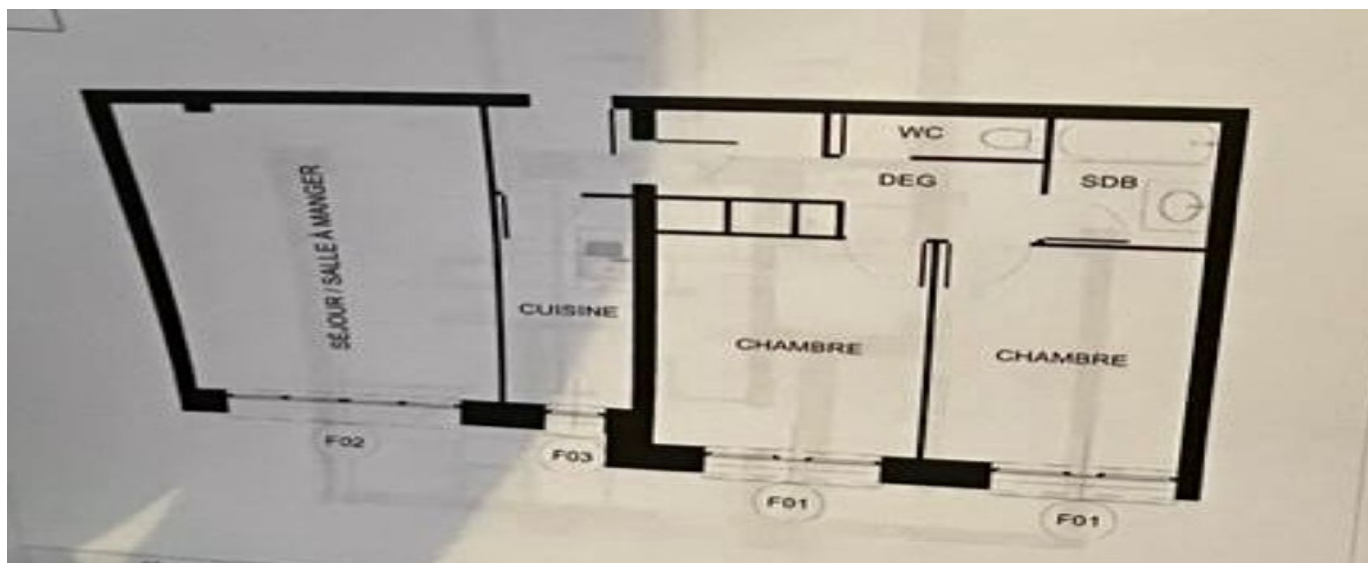 WC
DEG
SDB
SÉJOUR / SALLE À MANGER
CUISINE
CHAMBRE
CHAMBRE
F02
F03
F01
F01